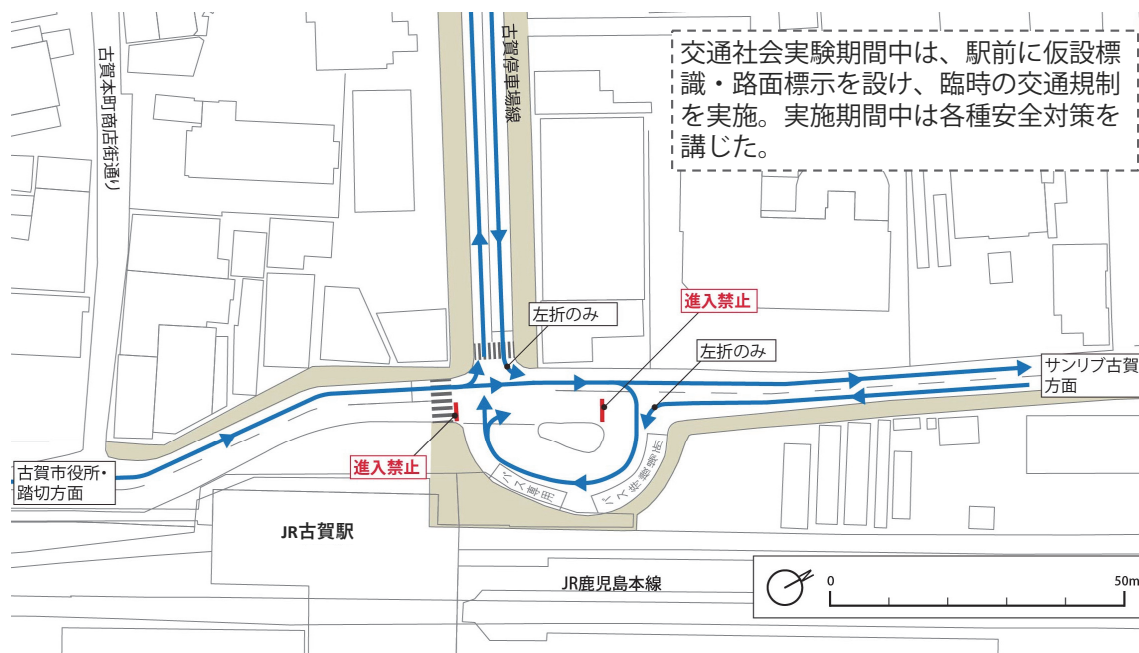 交通社会実験期間中は、駅前に仮設標
識・路面標示を設け、臨時の交通規制
を実施。実施期間中は各種安全対策を
講じた。
古賀本町商店街通り
古賀停車場線
左折のみ
進入禁止
左折のみ
サンリブ古賀
方面
古賀市役所・
踏切方面
進入禁止
バス専用
バス待機場所
JR古賀駅
JR鹿児島本線
0
50m